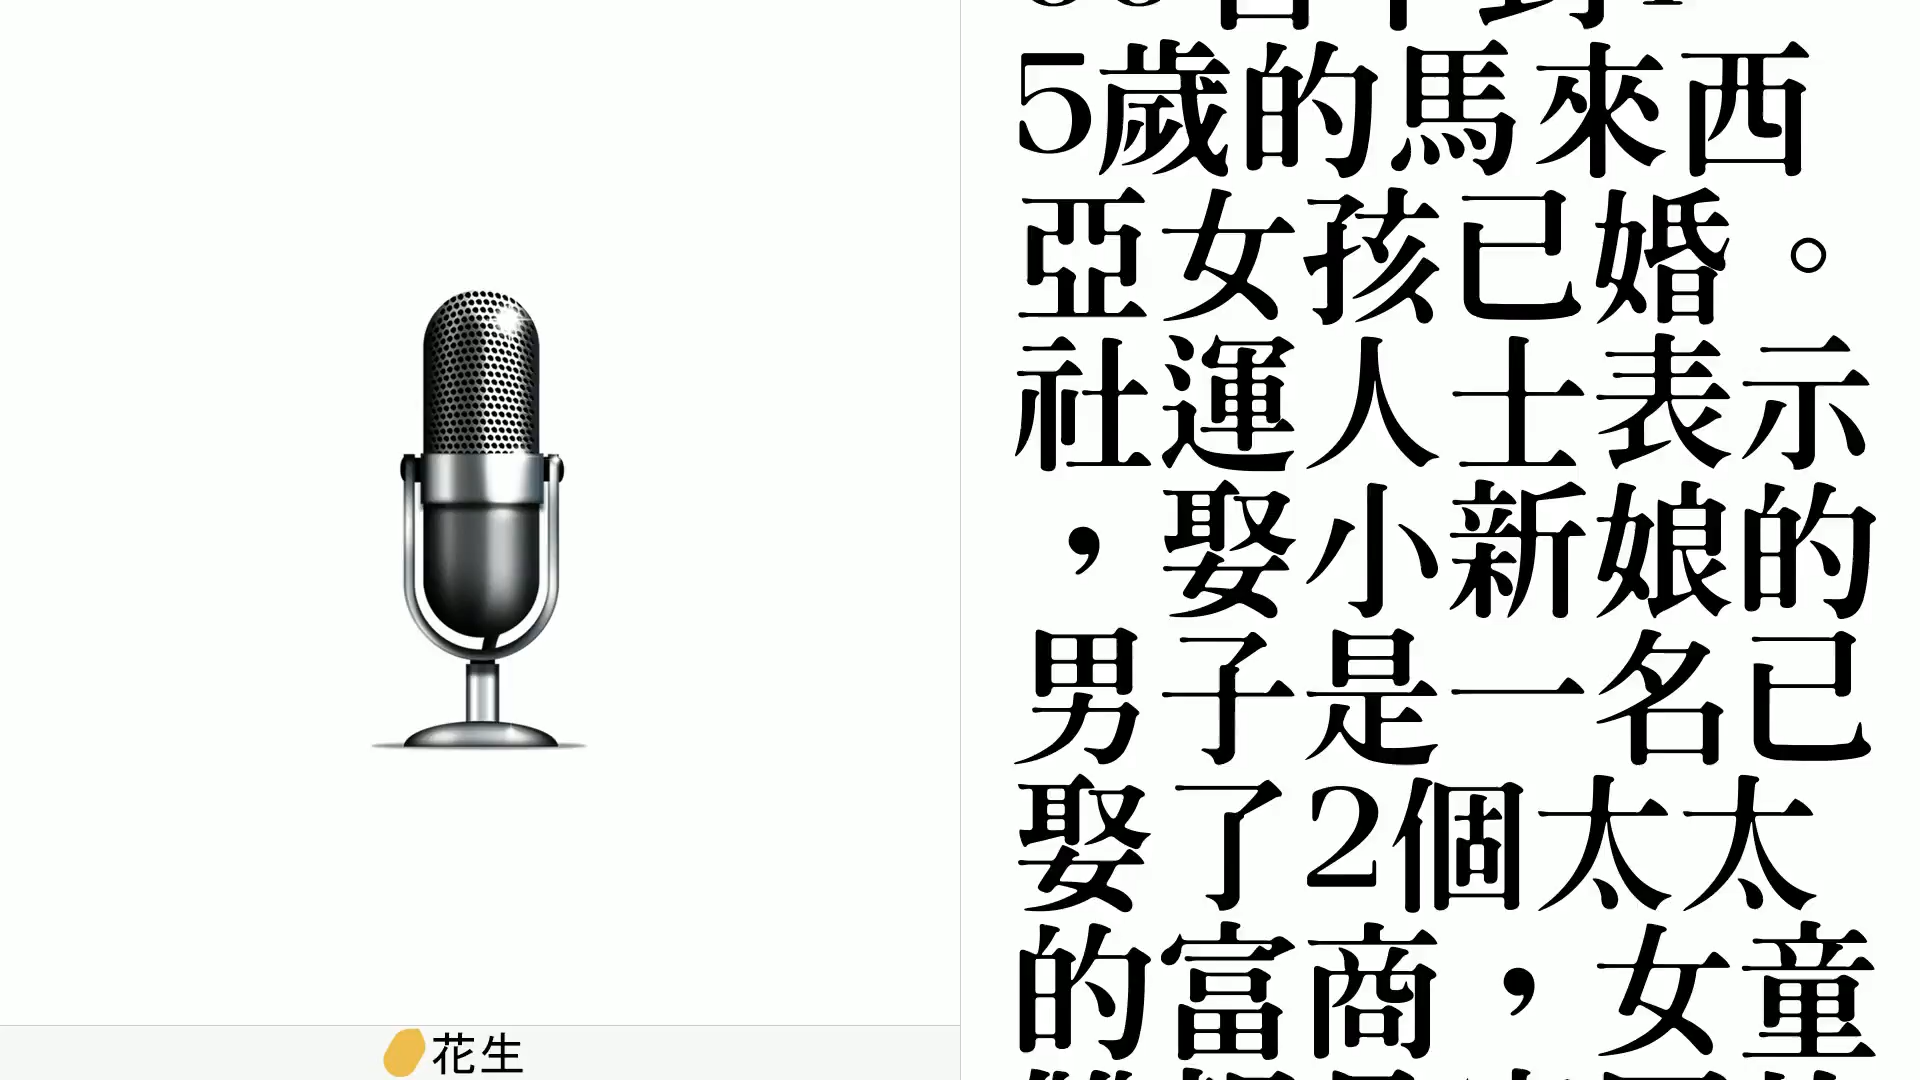 5歲的馬來西
亞女孩已婚。
社運人士表示
，娶小新娘的
男子是一名已
娶了2個太太
的富商，女童
花生